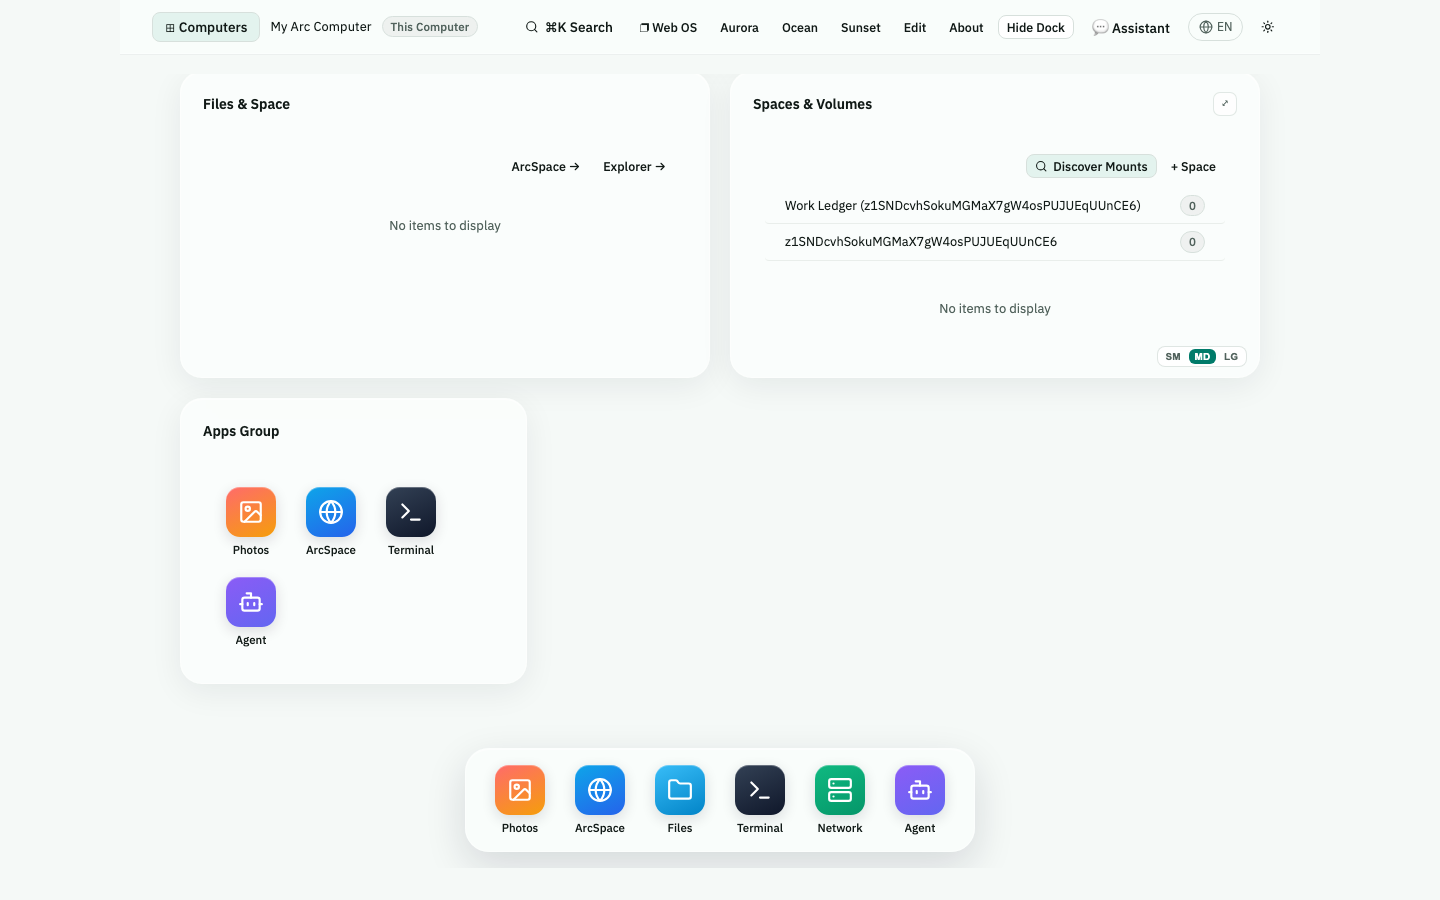 Computers My Arc Computer This Computer ⌘K Search Web OS Aurora Ocean Sunset Edit About Hide Dock Assistant EN
Files & Space
ArcSpace → Explorer →
No items to display
Spaces & Volumes
Discover Mounts + Space
Work Ledger (z1SNDcvhSokuMGMaX7gW4osPUJUEqUUnCE6) 0
z1SNDcvhSokuMGMaX7gW4osPUJUEqUUnCE6 0
No items to display
SM MD LG
Apps Group
Photos ArcSpace Terminal
Agent
Photos ArcSpace Files Terminal Network Agent